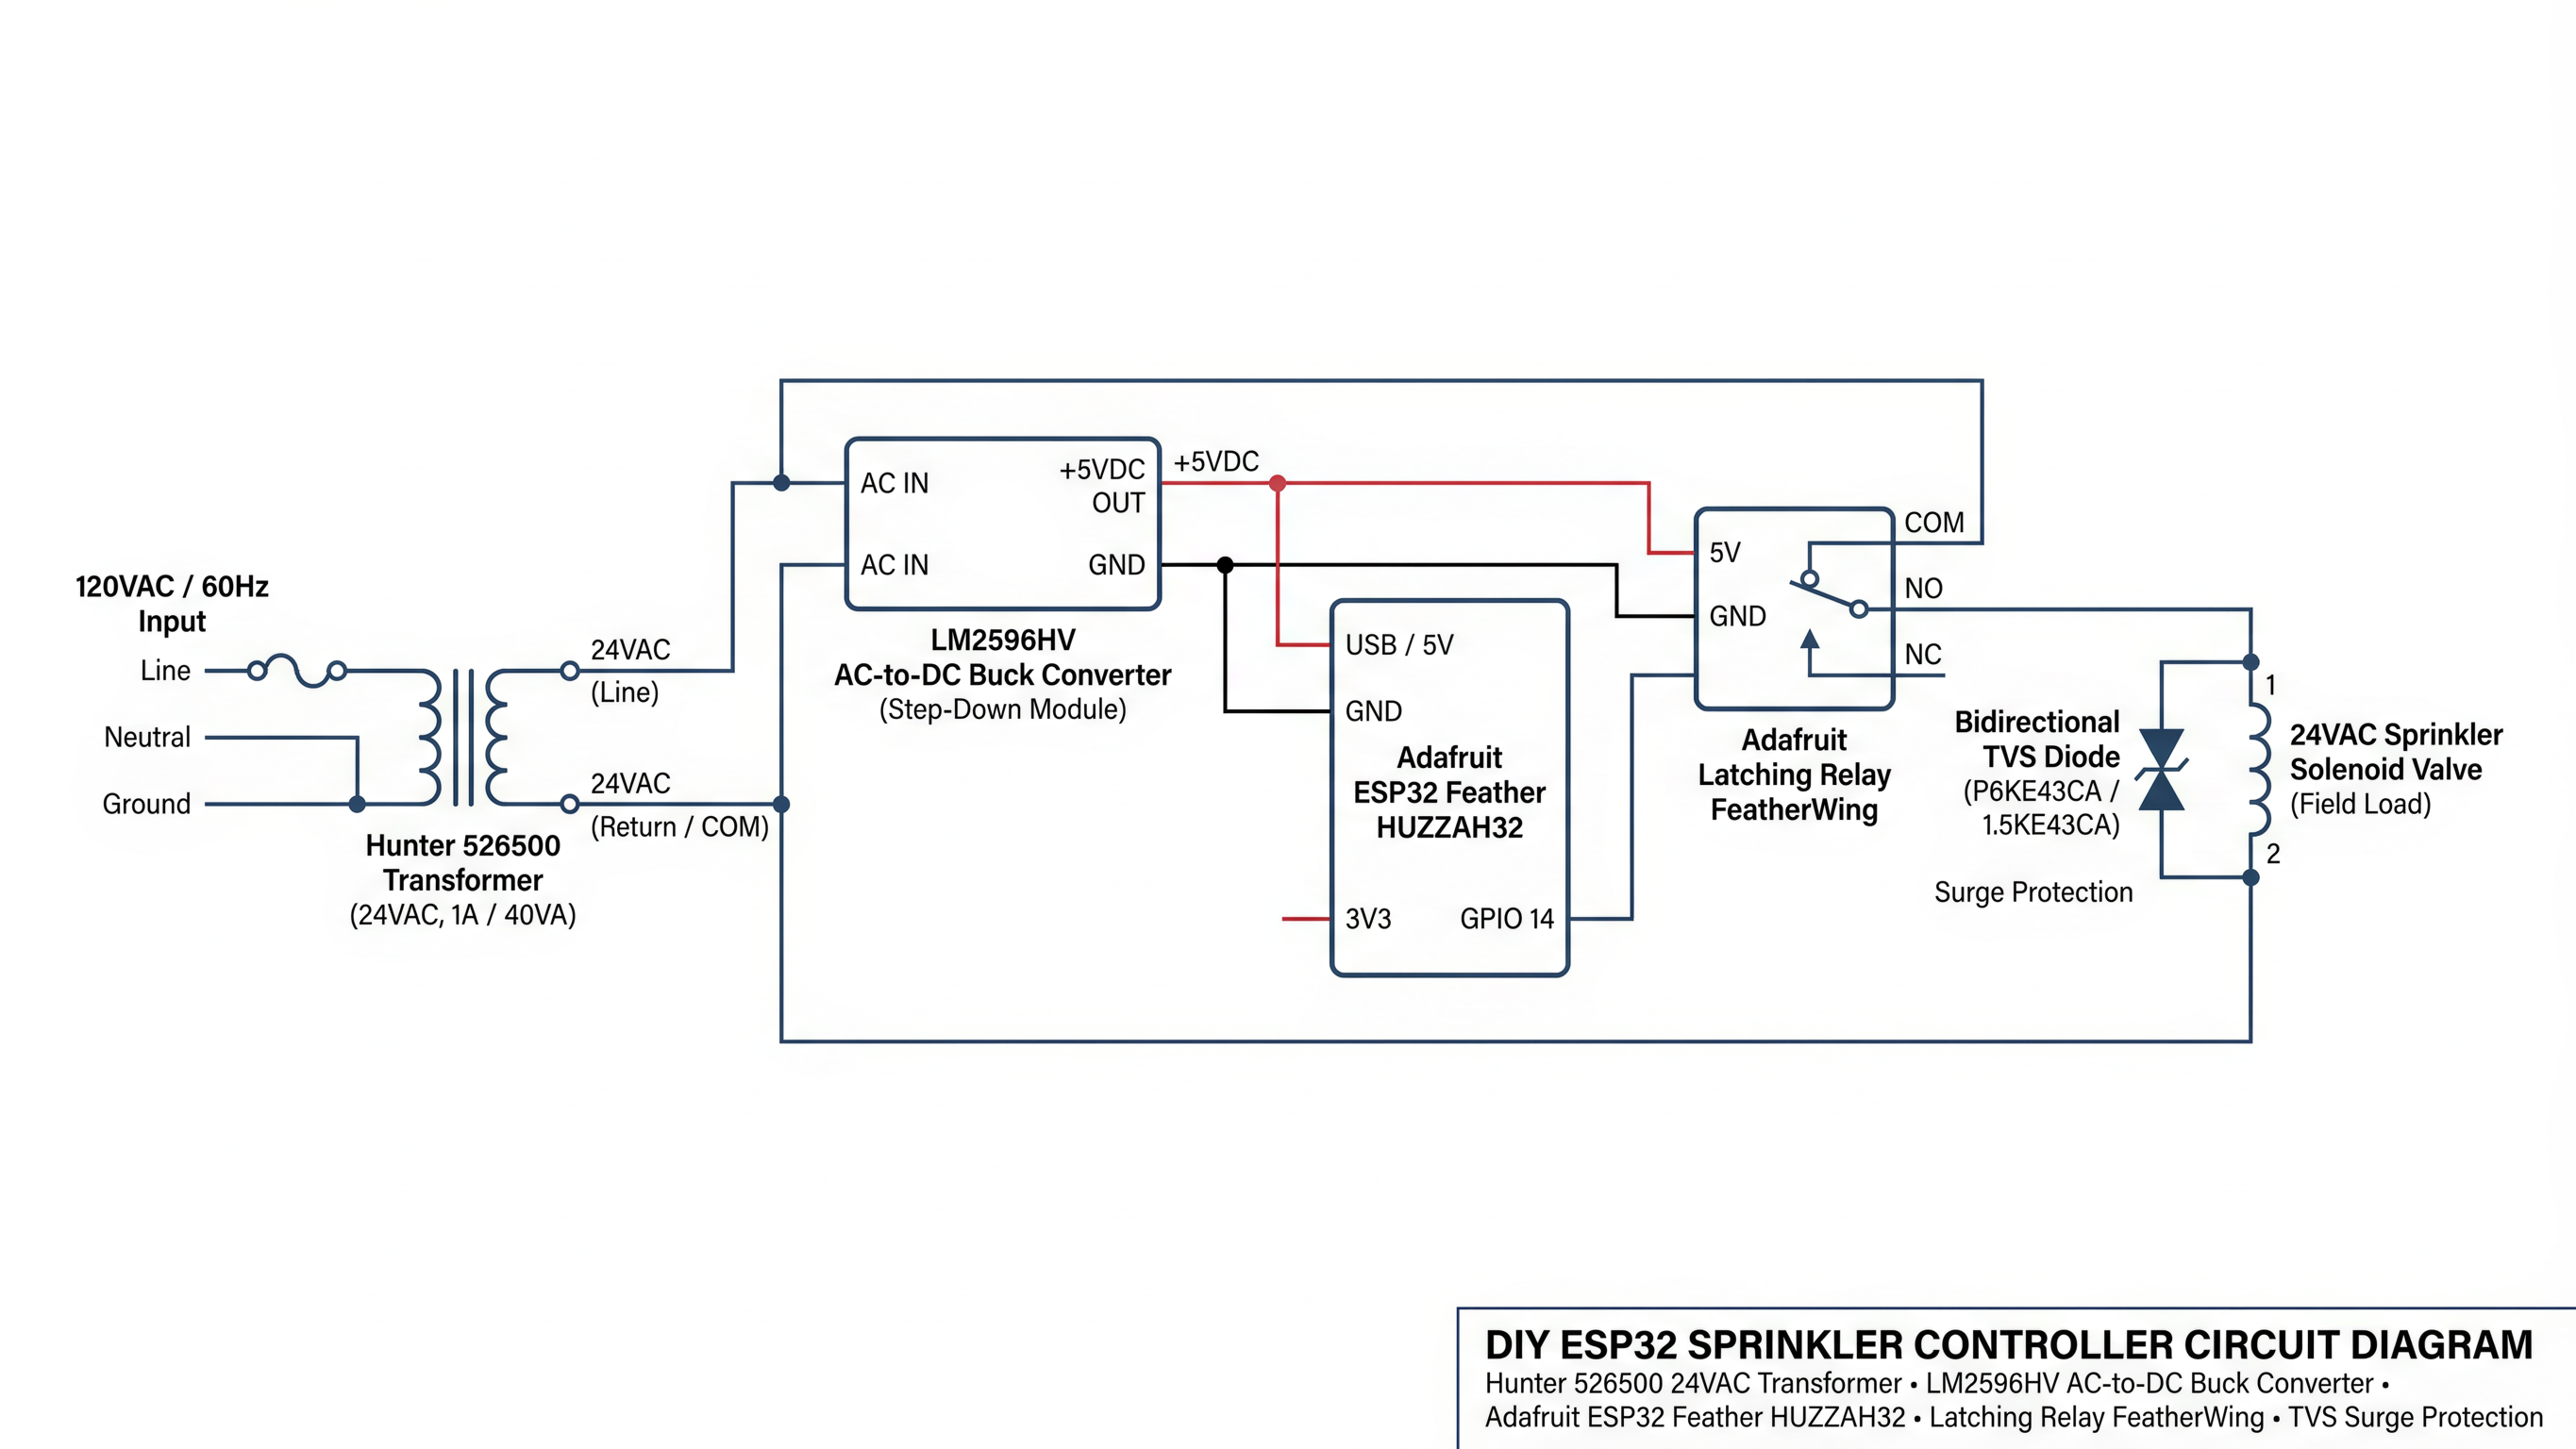 120VAC / 60Hz
Input
Line
Neutral
Ground
Hunter 526500
Transformer
(24VAC, 1A / 40VA)
24VAC
(Line)
24VAC
(Return / COM)
AC IN
AC IN
+5VDC
OUT
GND
LM2596HV
AC-to-DC Buck Converter
(Step-Down Module)
+5VDC
USB / 5V
GND
Adafruit
ESP32 Feather
HUZZAH32
3V3
GPIO 14
5V
GND
COM
NO
NC
Adafruit
Latching Relay
FeatherWing
Bidirectional
TVS Diode
(P6KE43CA /
1.5KE43CA)
Surge Protection
1
2
24VAC Sprinkler
Solenoid Valve
(Field Load)
DIY ESP32 SPRINKLER CONTROLLER CIRCUIT DIAGRAM
Hunter 526500 24VAC Transformer • LM2596HV AC-to-DC Buck Converter •
Adafruit ESP32 Feather HUZZAH32 • Latching Relay FeatherWing • TVS Surge Protection